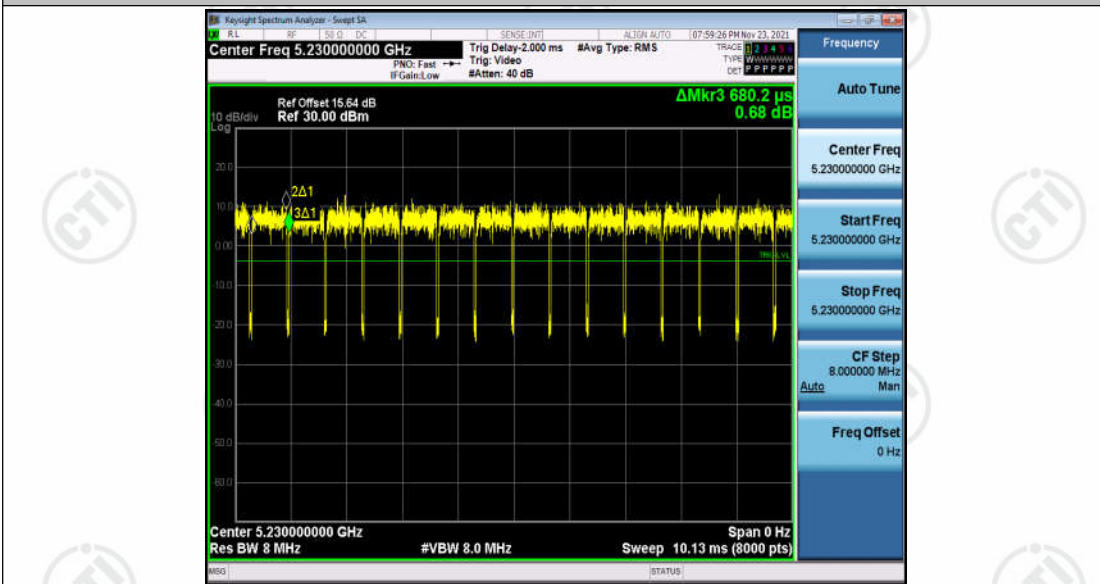 Keysight Spectrum Analyzer - Swept SA
RL RF 50 Ω DC SENSE:INT ALIGN AUTO 07:59:26 PM Nov 23, 2021
Center Freq 5.230000000 GHz
PNO: Fast
IFGain:Low
Trig Delay-2.000 ms
Trig: Video
#Atten: 40 dB
#Avg Type: RMS
TRACE 1 2 3 4 5 6
TYPE WWWWWW
DET P P P P P P
Frequency
ΔMkr3 680.2 µs
0.68 dB
Ref Offset 15.64 dB
10 dB/div Ref 30.00 dBm
Log
20.0
10.0
0.00
-10.0
-20.0
-30.0
-40.0
-50.0
-60.0
2Δ1
3Δ1
TRIG LVL
Center 5.230000000 GHz Span 0 Hz
Res BW 8 MHz #VBW 8.0 MHz Sweep 10.13 ms (8000 pts)
MSG STATUS
Auto Tune
Center Freq
5.230000000 GHz
Start Freq
5.230000000 GHz
Stop Freq
5.230000000 GHz
CF Step
8.000000 MHz
Auto Man
Freq Offset
0 Hz
CTI
CTI